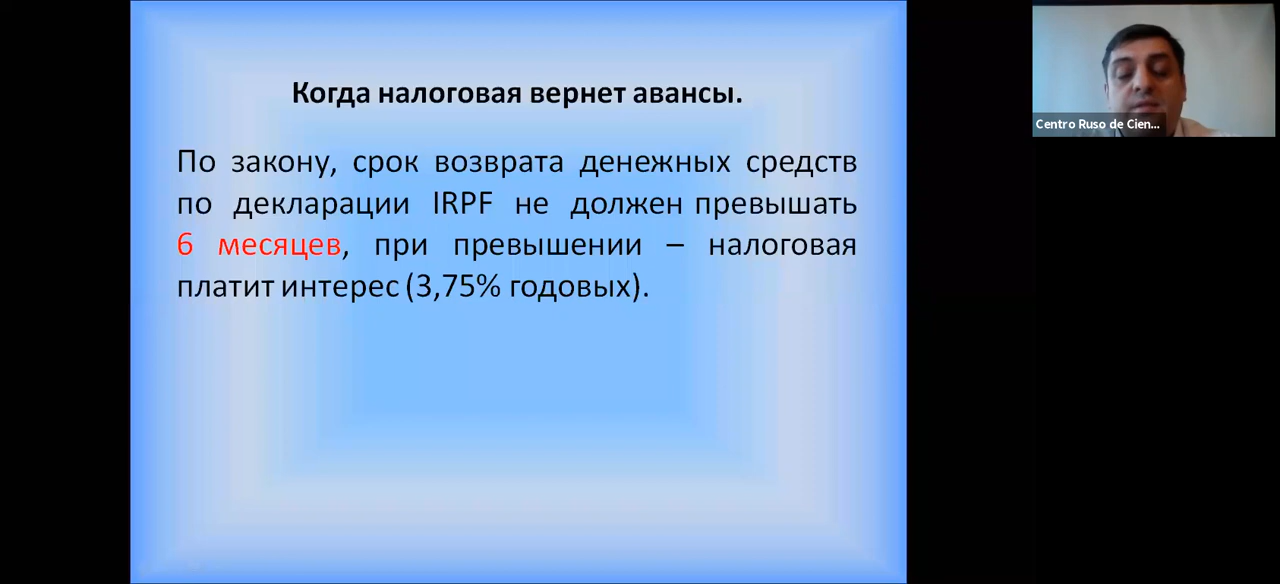 Когда налоговая вернет авансы.
По закону, срок возврата денежных средств
по декларации IRPF не должен превышать
6 месяцев, при превышении – налоговая
платит интерес (3,75% годовых).
Centro Ruso de Cien...